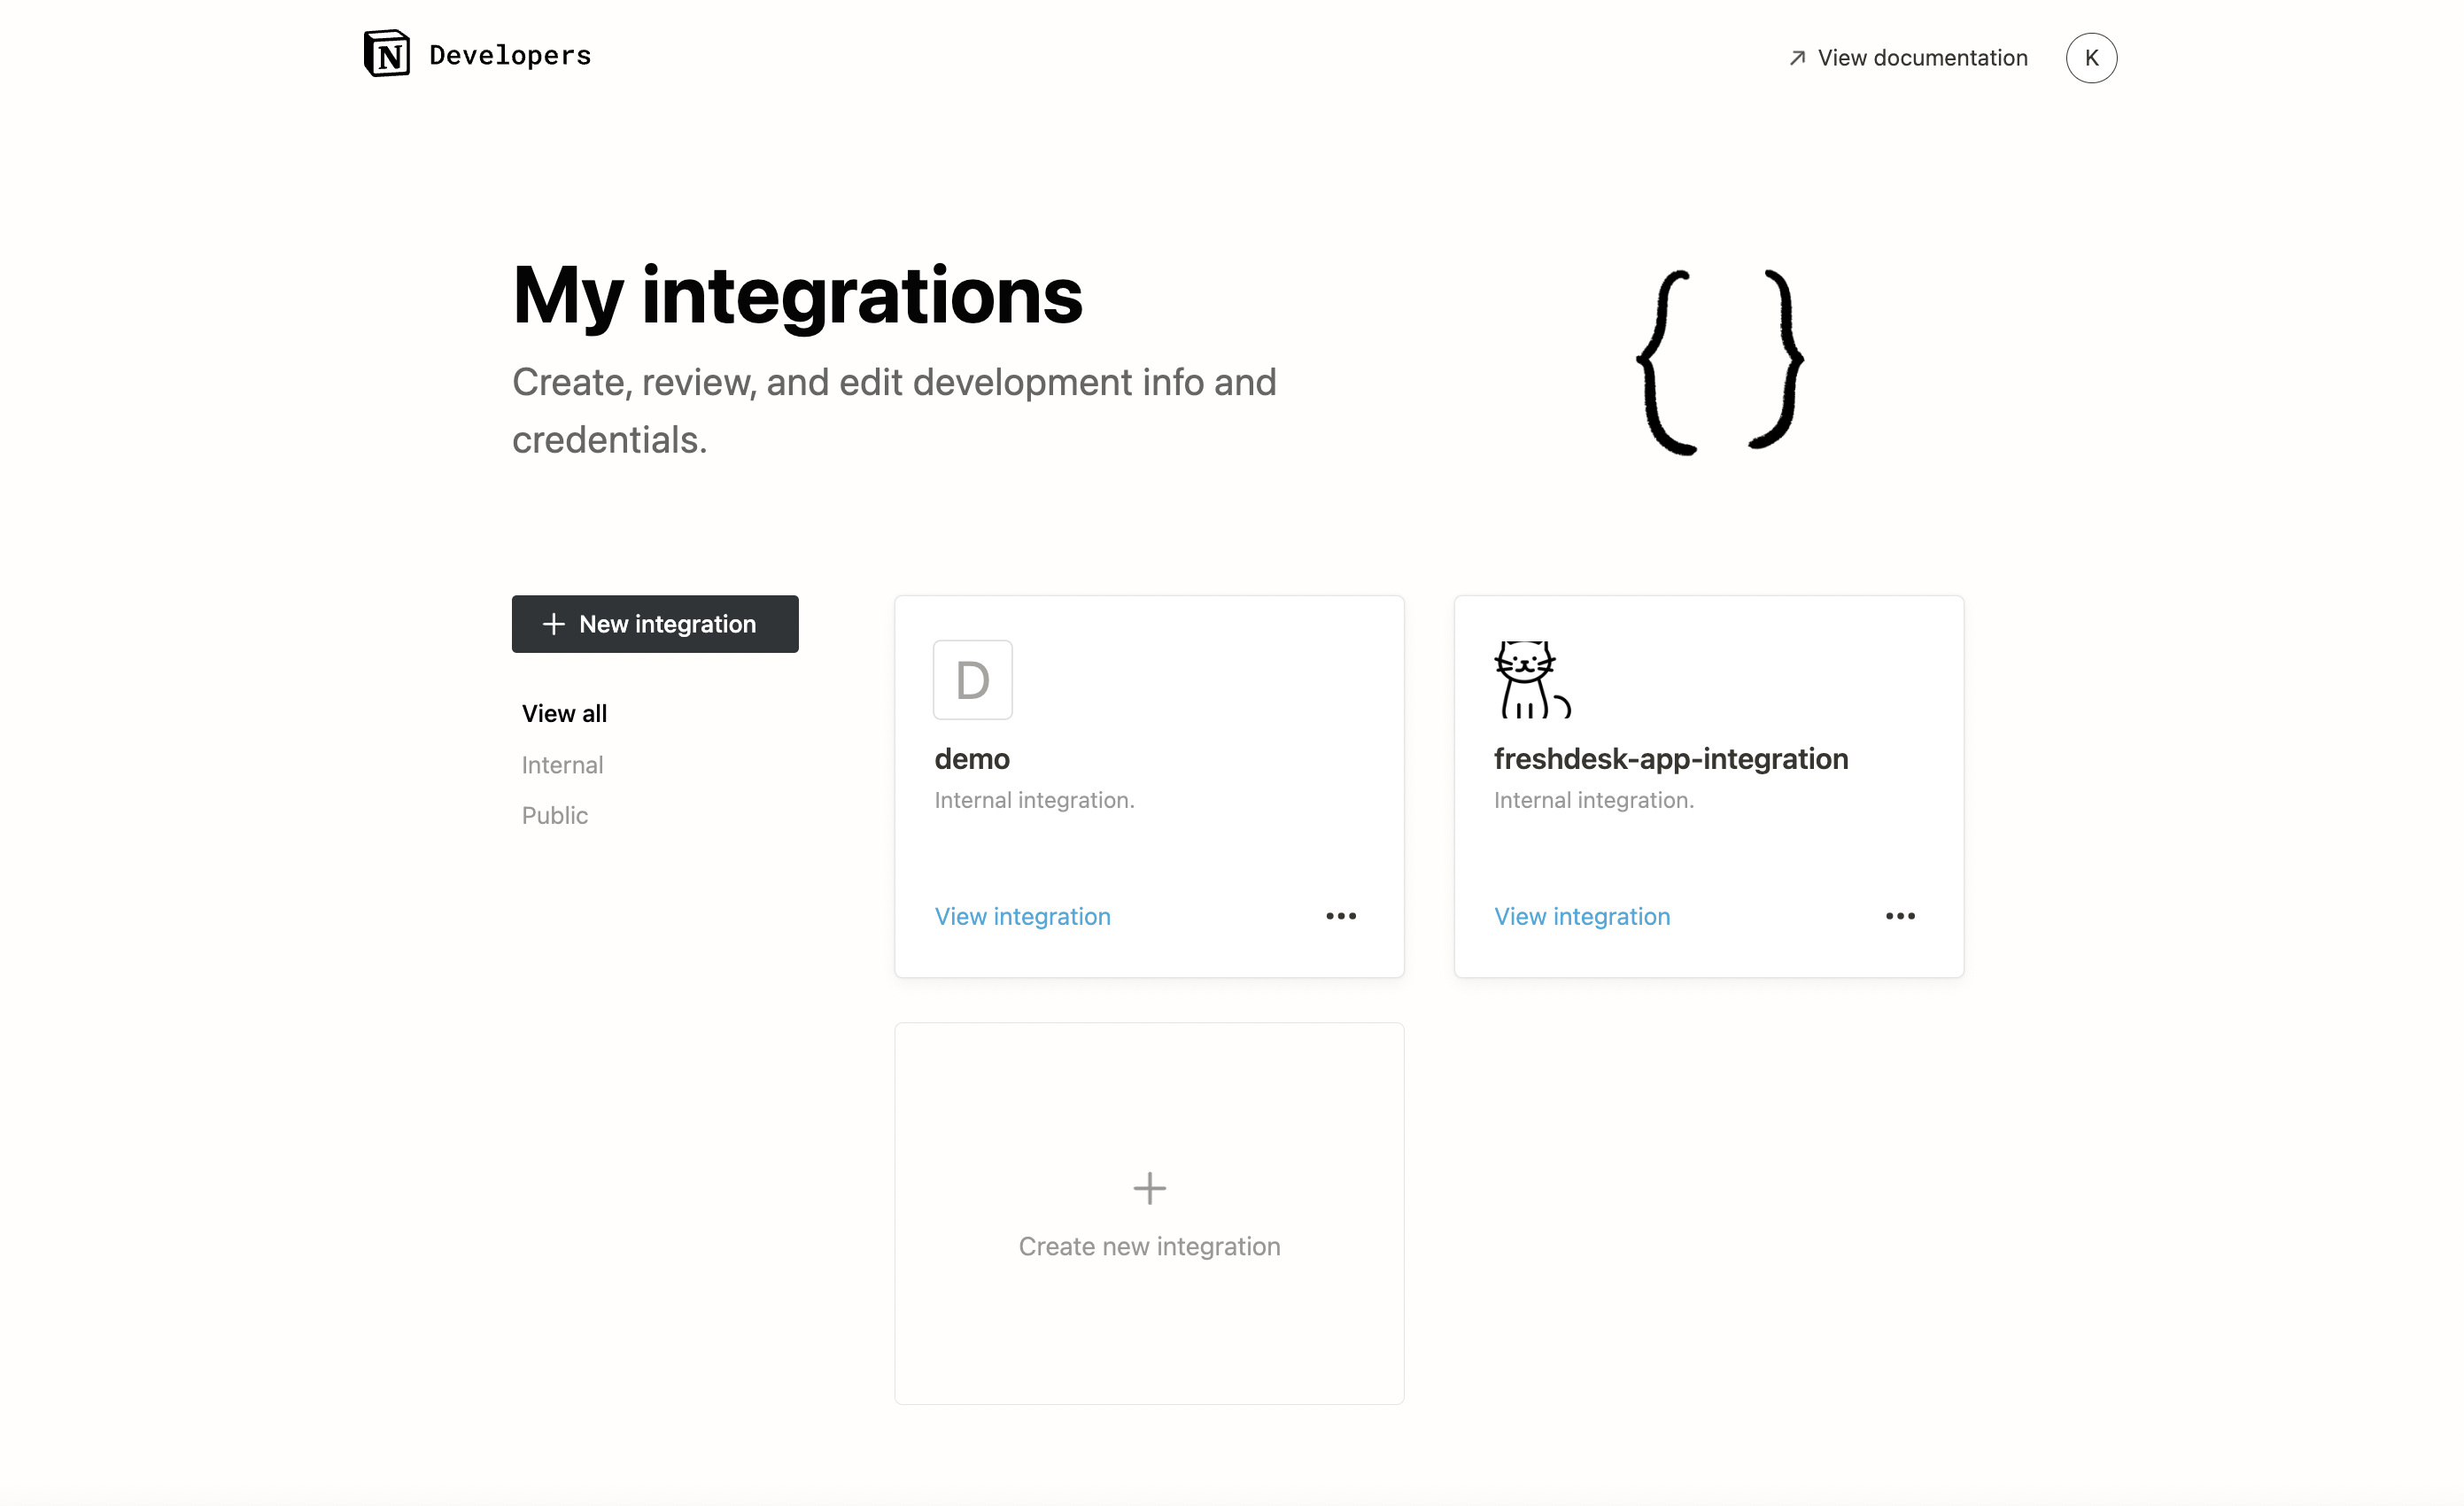 N Developers
View documentation
K
My integrations
Create, review, and edit development info and
credentials.
New integration
View all
Internal
Public
D
demo
Internal integration.
View integration
freshdesk-app-integration
Internal integration.
View integration
Create new integration